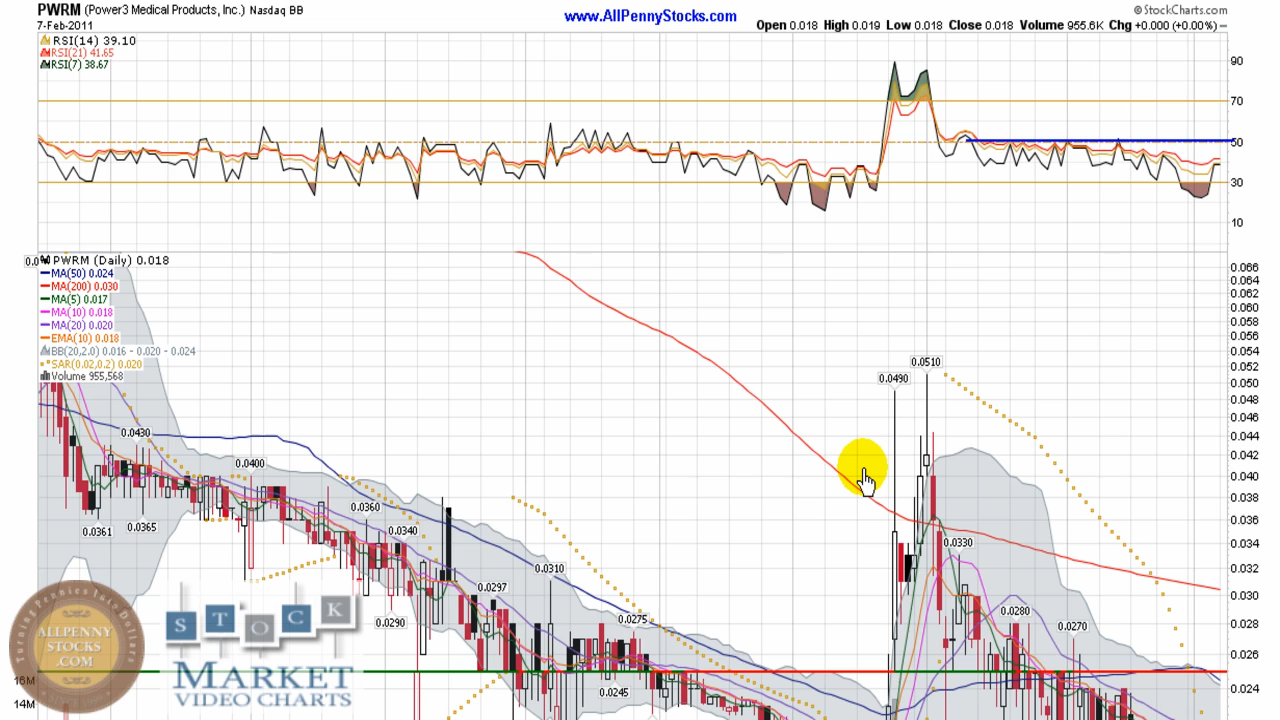 PWRM (Power3 Medical Products, Inc.) Nasdaq BB
www.AllPennyStocks.com
© StockCharts.com
7-Feb-2011
Open 0.018 High 0.019 Low 0.018 Close 0.018 Volume 955.6K Chg +0.000 (+0.00%)
RSI(14) 39.10
RSI(21) 41.65
RSI(7) 38.67
90
70
50
30
10
PWRM (Daily) 0.018
MA(50) 0.024
MA(200) 0.030
MA(5) 0.017
MA(10) 0.018
MA(20) 0.020
EMA(10) 0.018
BB(20,2.0) 0.016 - 0.020 - 0.024
SAR(0.02,0.2) 0.020
Volume 955,568
0.066
0.064
0.062
0.060
0.058
0.056
0.054
0.052
0.050
0.048
0.046
0.044
0.042
0.040
0.038
0.036
0.034
0.032
0.030
0.028
0.026
0.024
0.0510
0.0490
0.0430
0.0400
0.0361
0.0365
0.0360
0.0340
0.0330
0.0310
0.0297
0.0290
0.0280
0.0275
0.0270
0.0245
16M
14M
Turning Pennies Into Dollars
ALLPENNY
STOCKS
.COM
STOCK
MARKET
VIDEO CHARTS